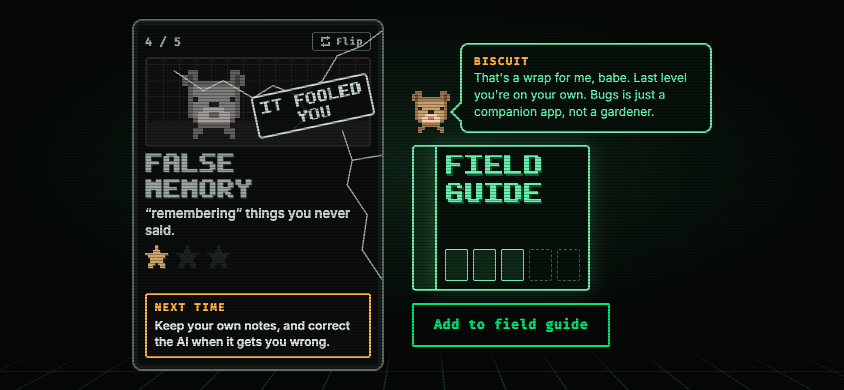 4 / 5
Flip
IT FOOLED
YOU
FALSE
MEMORY
“remembering” things you never
said.
NEXT TIME
Keep your own notes, and correct
the AI when it gets you wrong.
BISCUIT
That's a wrap for me, babe. Last level
you're on your own. Bugs is just a
companion app, not a gardener.
FIELD
GUIDE
Add to field guide